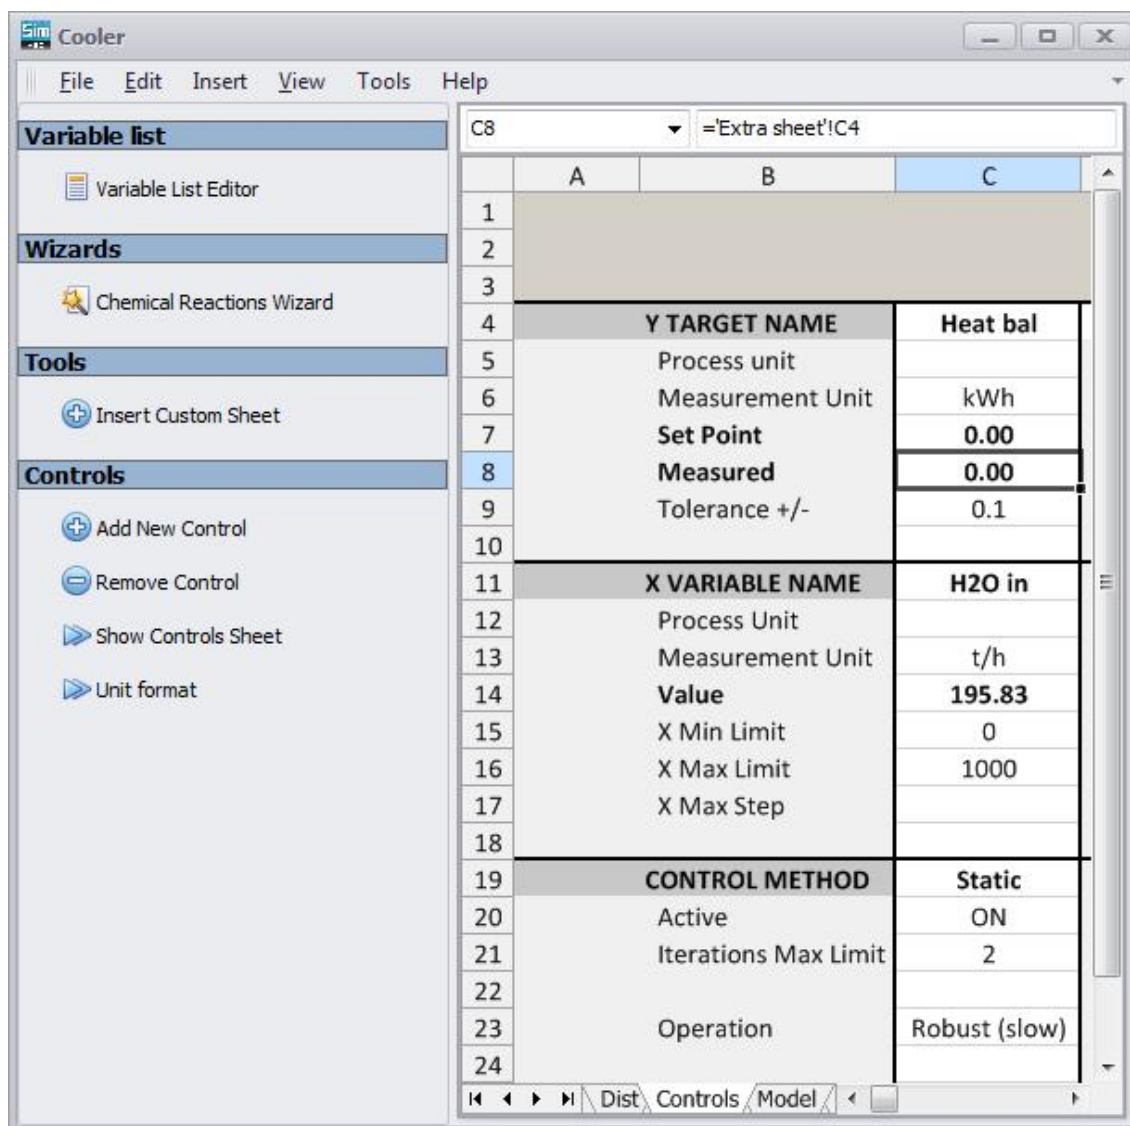 Sim Cooler
File Edit Insert View Tools Help
Variable list
Variable List Editor
Wizards
Chemical Reactions Wizard
Tools
Insert Custom Sheet
Controls
Add New Control
Remove Control
Show Controls Sheet
Unit format
C8 ='Extra sheet'!C4
A B C
1
2
3
4 Y TARGET NAME Heat bal
5 Process unit
6 Measurement Unit kWh
7 Set Point 0.00
8 Measured 0.00
9 Tolerance +/- 0.1
10
11 X VARIABLE NAME H2O in
12 Process Unit
13 Measurement Unit t/h
14 Value 195.83
15 X Min Limit 0
16 X Max Limit 1000
17 X Max Step
18
19 CONTROL METHOD Static
20 Active ON
21 Iterations Max Limit 2
22
23 Operation Robust (slow)
24
Dist Controls Model